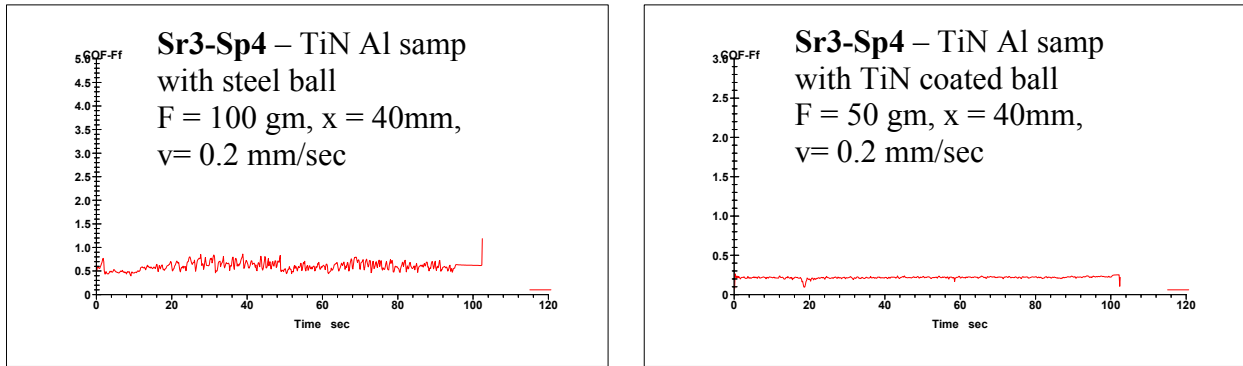 Sr3-Sp4 – TiN Al samp
with steel ball
F = 100 gm, x = 40mm,
v= 0.2 mm/sec
COF-Ff
5.0
4.5
4.0
3.5
3.0
2.5
2.0
1.5
1.0
0.5
0
0 20 40 60 80 100 120
Time sec
Sr3-Sp4 – TiN Al samp
with TiN coated ball
F = 50 gm, x = 40mm,
v= 0.2 mm/sec
COF-Ff
3.0
2.5
2.0
1.5
1.0
0.5
0
0 20 40 60 80 100 120
Time sec